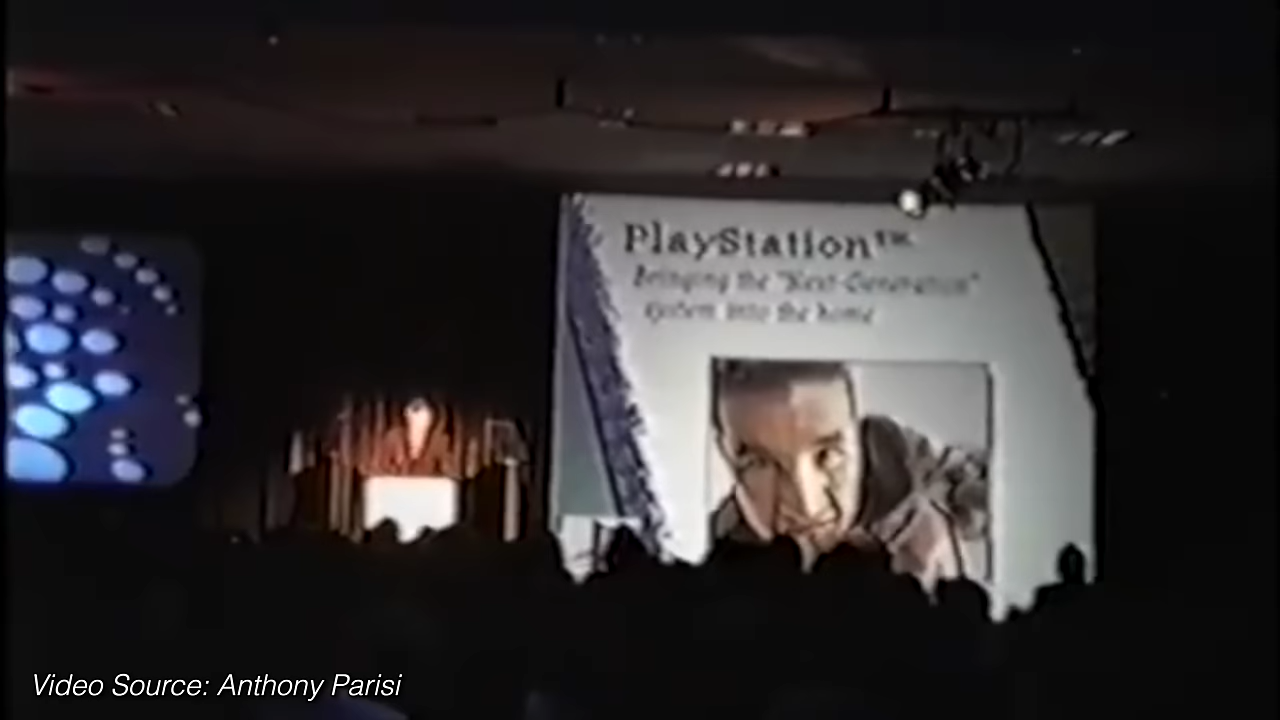 PlayStation™
Bringing the "Next-Generation"
system into the home
Video Source: Anthony Parisi